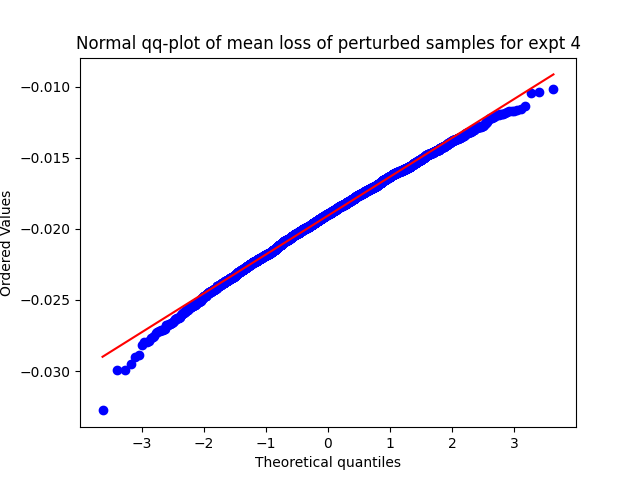 Normal qq-plot of mean loss of perturbed samples for expt 4
Ordered Values
−0.010
−0.015
−0.020
−0.025
−0.030
−3 −2 −1 0 1 2 3
Theoretical quantiles